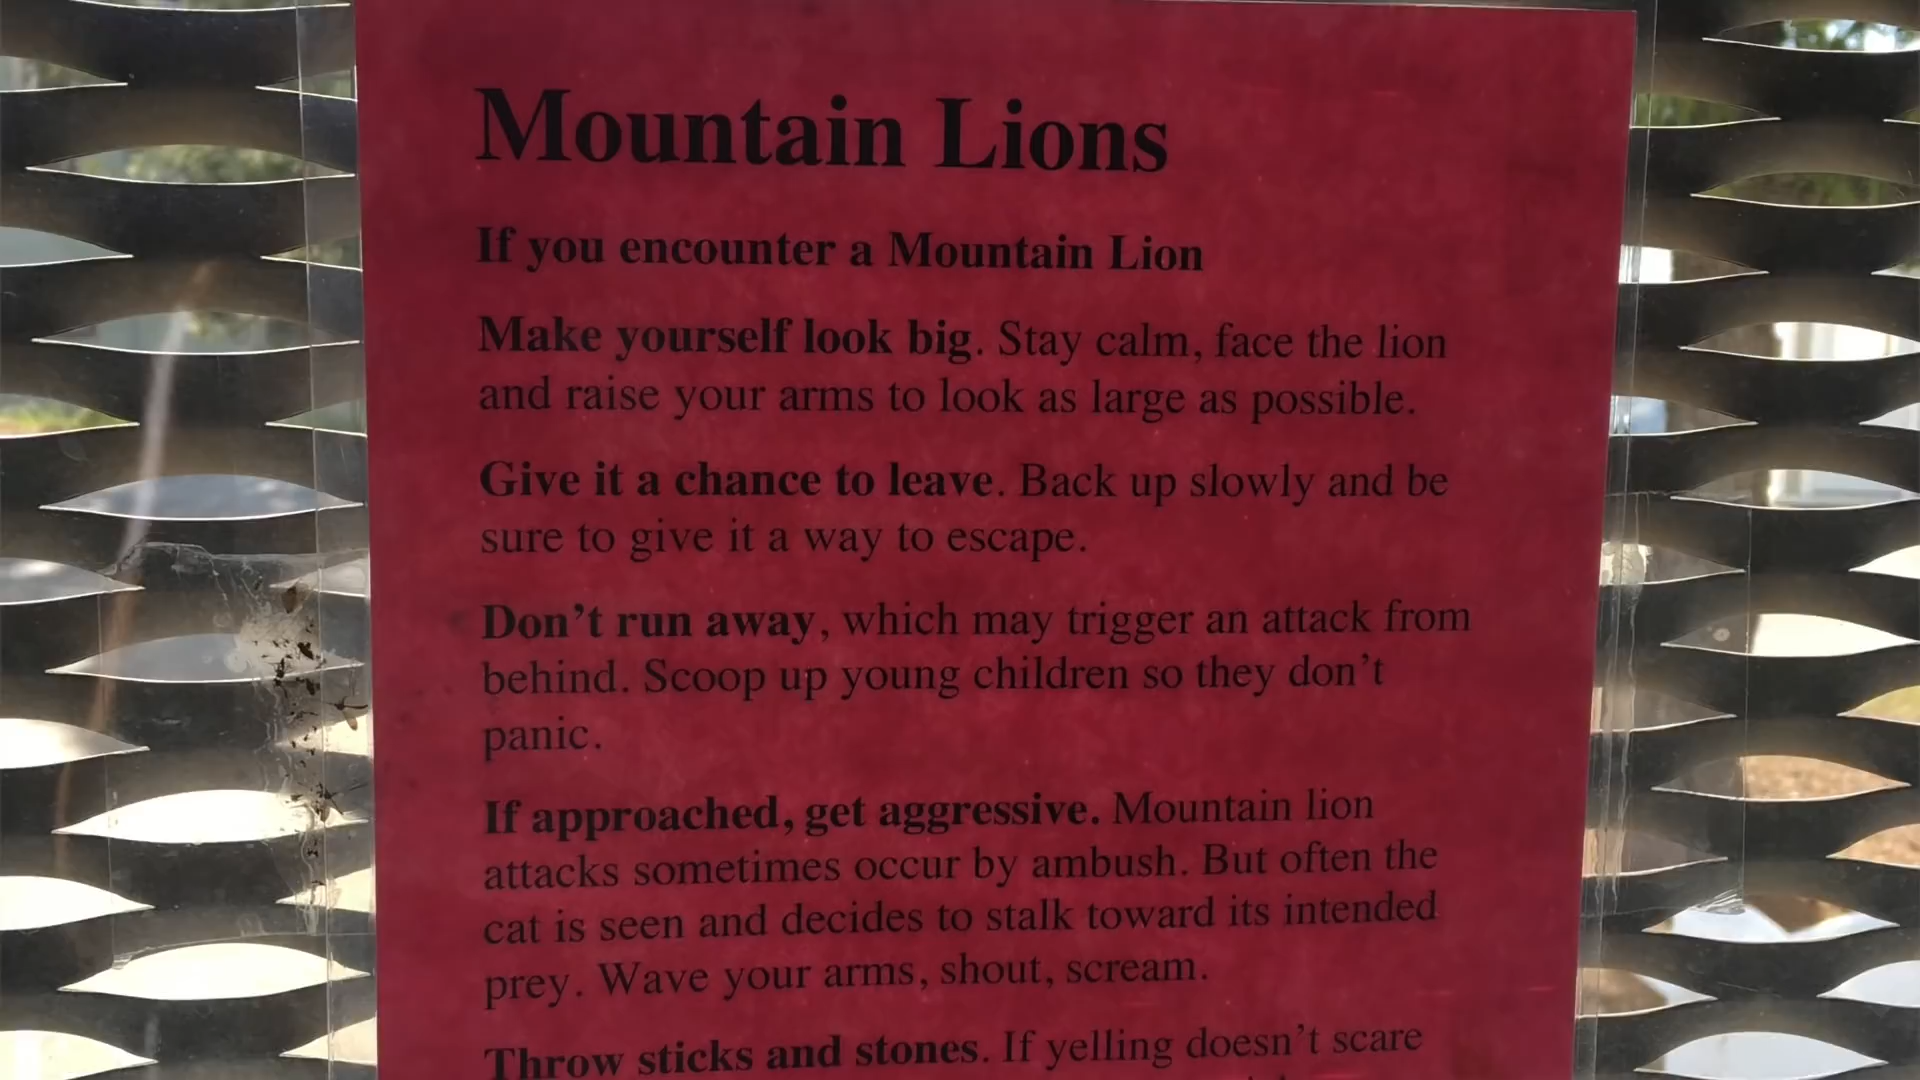 Mountain Lions
If you encounter a Mountain Lion
Make yourself look big. Stay calm, face the lion
and raise your arms to look as large as possible.
Give it a chance to leave. Back up slowly and be
sure to give it a way to escape.
Don't run away, which may trigger an attack from
behind. Scoop up young children so they don't
panic.
If approached, get aggressive. Mountain lion
attacks sometimes occur by ambush. But often the
cat is seen and decides to stalk toward its intended
prey. Wave your arms, shout, scream.
Throw sticks and stones. If yelling doesn't scare